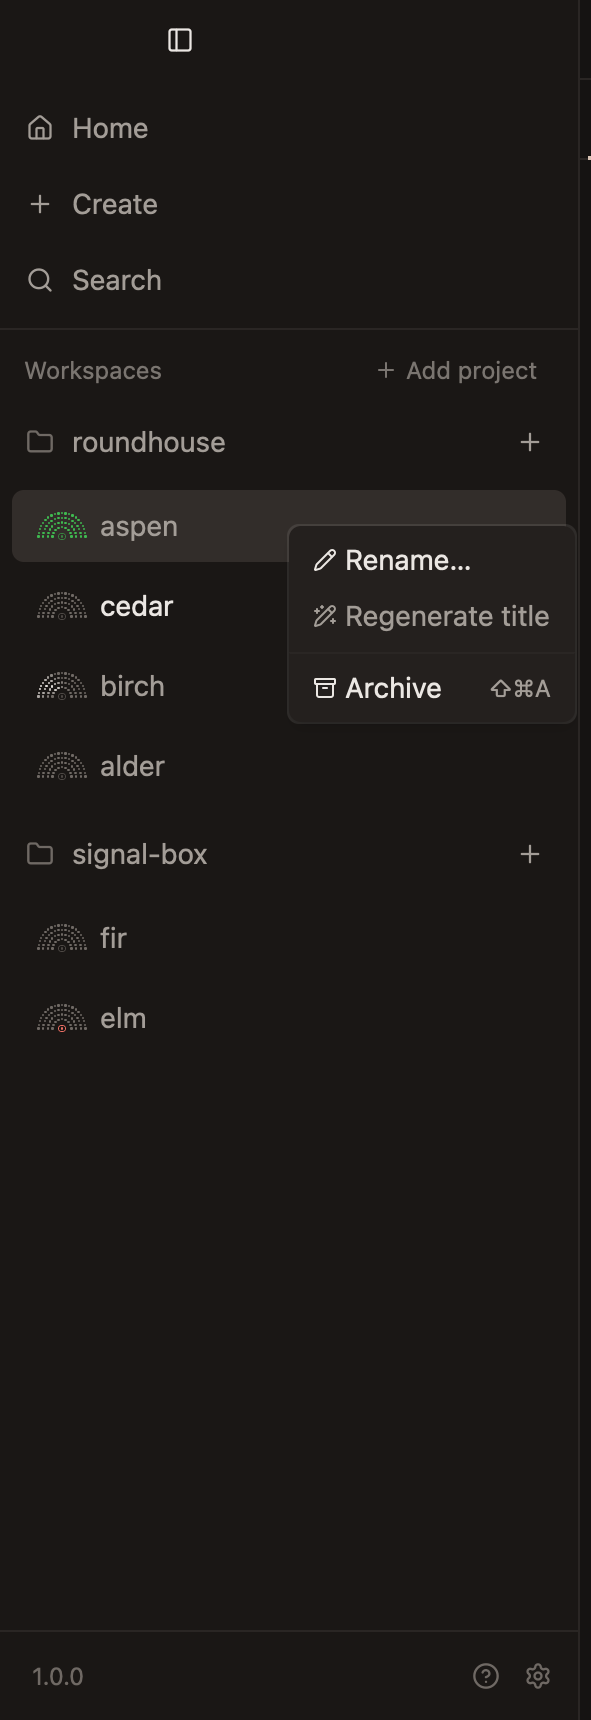 Home
Create
Search
Workspaces
Add project
roundhouse
aspen
Rename...
cedar
Regenerate title
birch
Archive ⇧⌘A
alder
signal-box
fir
elm
1.0.0